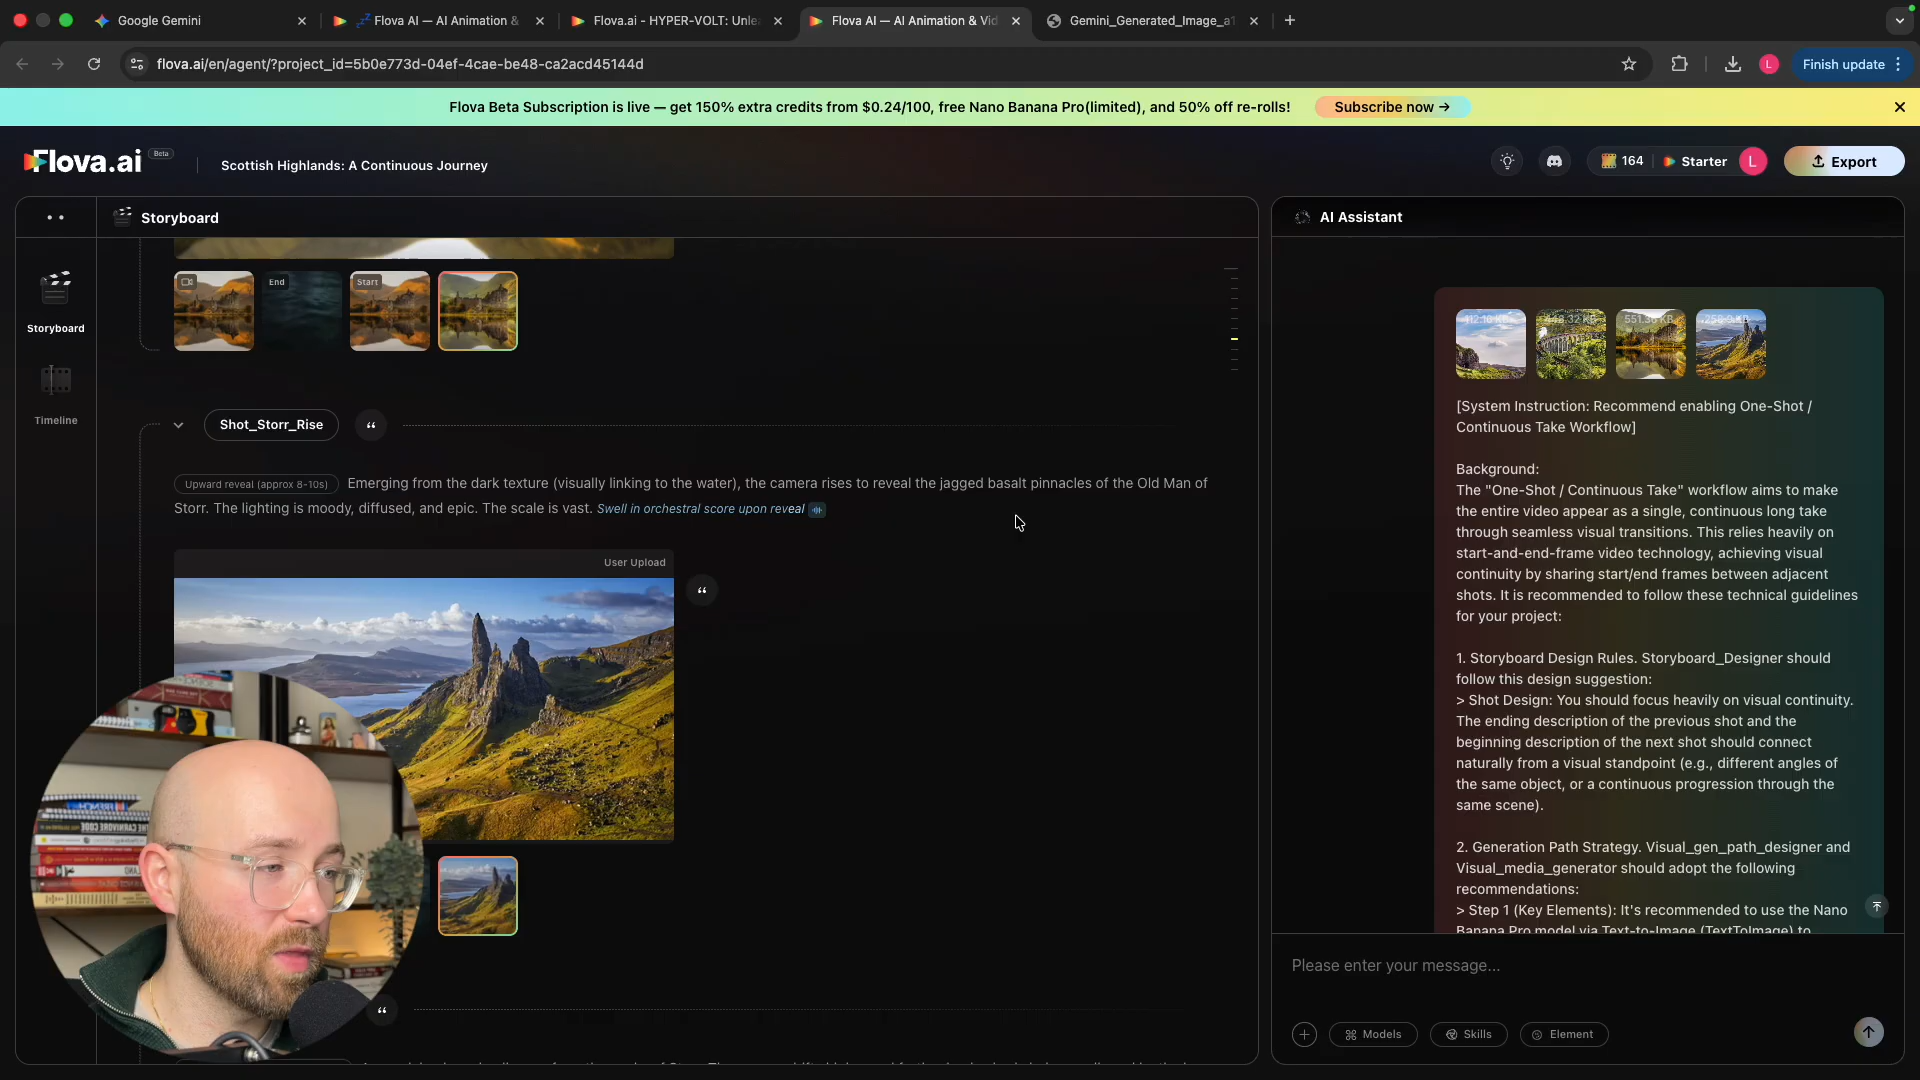 Google Gemini
Flova AI — AI Animation &
Flova.ai - HYPER-VOLT: Unle
Flova AI — AI Animation & Vid
Gemini_Generated_Image_a1
flova.ai/en/agent/?project_id=5b0e773d-04ef-4cae-be48-ca2acd45144d
L
Finish update
Flova Beta Subscription is live — get 150% extra credits from $0.24/100, free Nano Banana Pro(limited), and 50% off re-rolls!
Subscribe now →
Flova.ai
Beta
Scottish Highlands: A Continuous Journey
164
Starter
L
Export
Storyboard
AI Assistant
Storyboard
Timeline
End
Start
Shot_Storr_Rise
Upward reveal (approx 8-10s) Emerging from the dark texture (visually linking to the water), the camera rises to reveal the jagged basalt pinnacles of the Old Man of
Storr. The lighting is moody, diffused, and epic. The scale is vast. Swell in orchestral score upon reveal
User Upload
551.36 KB
[System Instruction: Recommend enabling One-Shot /
Continuous Take Workflow]
Background:
The "One-Shot / Continuous Take" workflow aims to make
the entire video appear as a single, continuous long take
through seamless visual transitions. This relies heavily on
start-and-end-frame video technology, achieving visual
continuity by sharing start/end frames between adjacent
shots. It is recommended to follow these technical guidelines
for your project:
1. Storyboard Design Rules. Storyboard_Designer should
follow this design suggestion:
> Shot Design: You should focus heavily on visual continuity.
The ending description of the previous shot and the
beginning description of the next shot should connect
naturally from a visual standpoint (e.g., different angles of
the same object, or a continuous progression through the
same scene).
2. Generation Path Strategy. Visual_gen_path_designer and
Visual_media_generator should adopt the following
recommendations:
> Step 1 (Key Elements): It's recommended to use the Nano
Banana Pro model via Text-to-Image (TextToImage) to
Please enter your message...
Models
Skills
Element